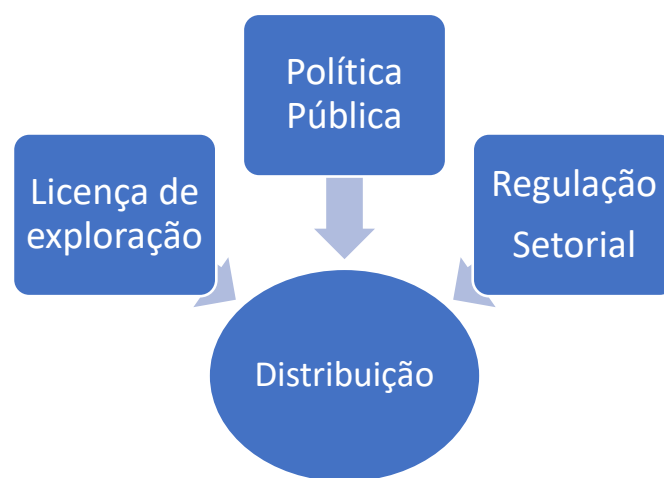 Política
Pública
Licença de
exploração
Regulação
Setorial
Distribuição